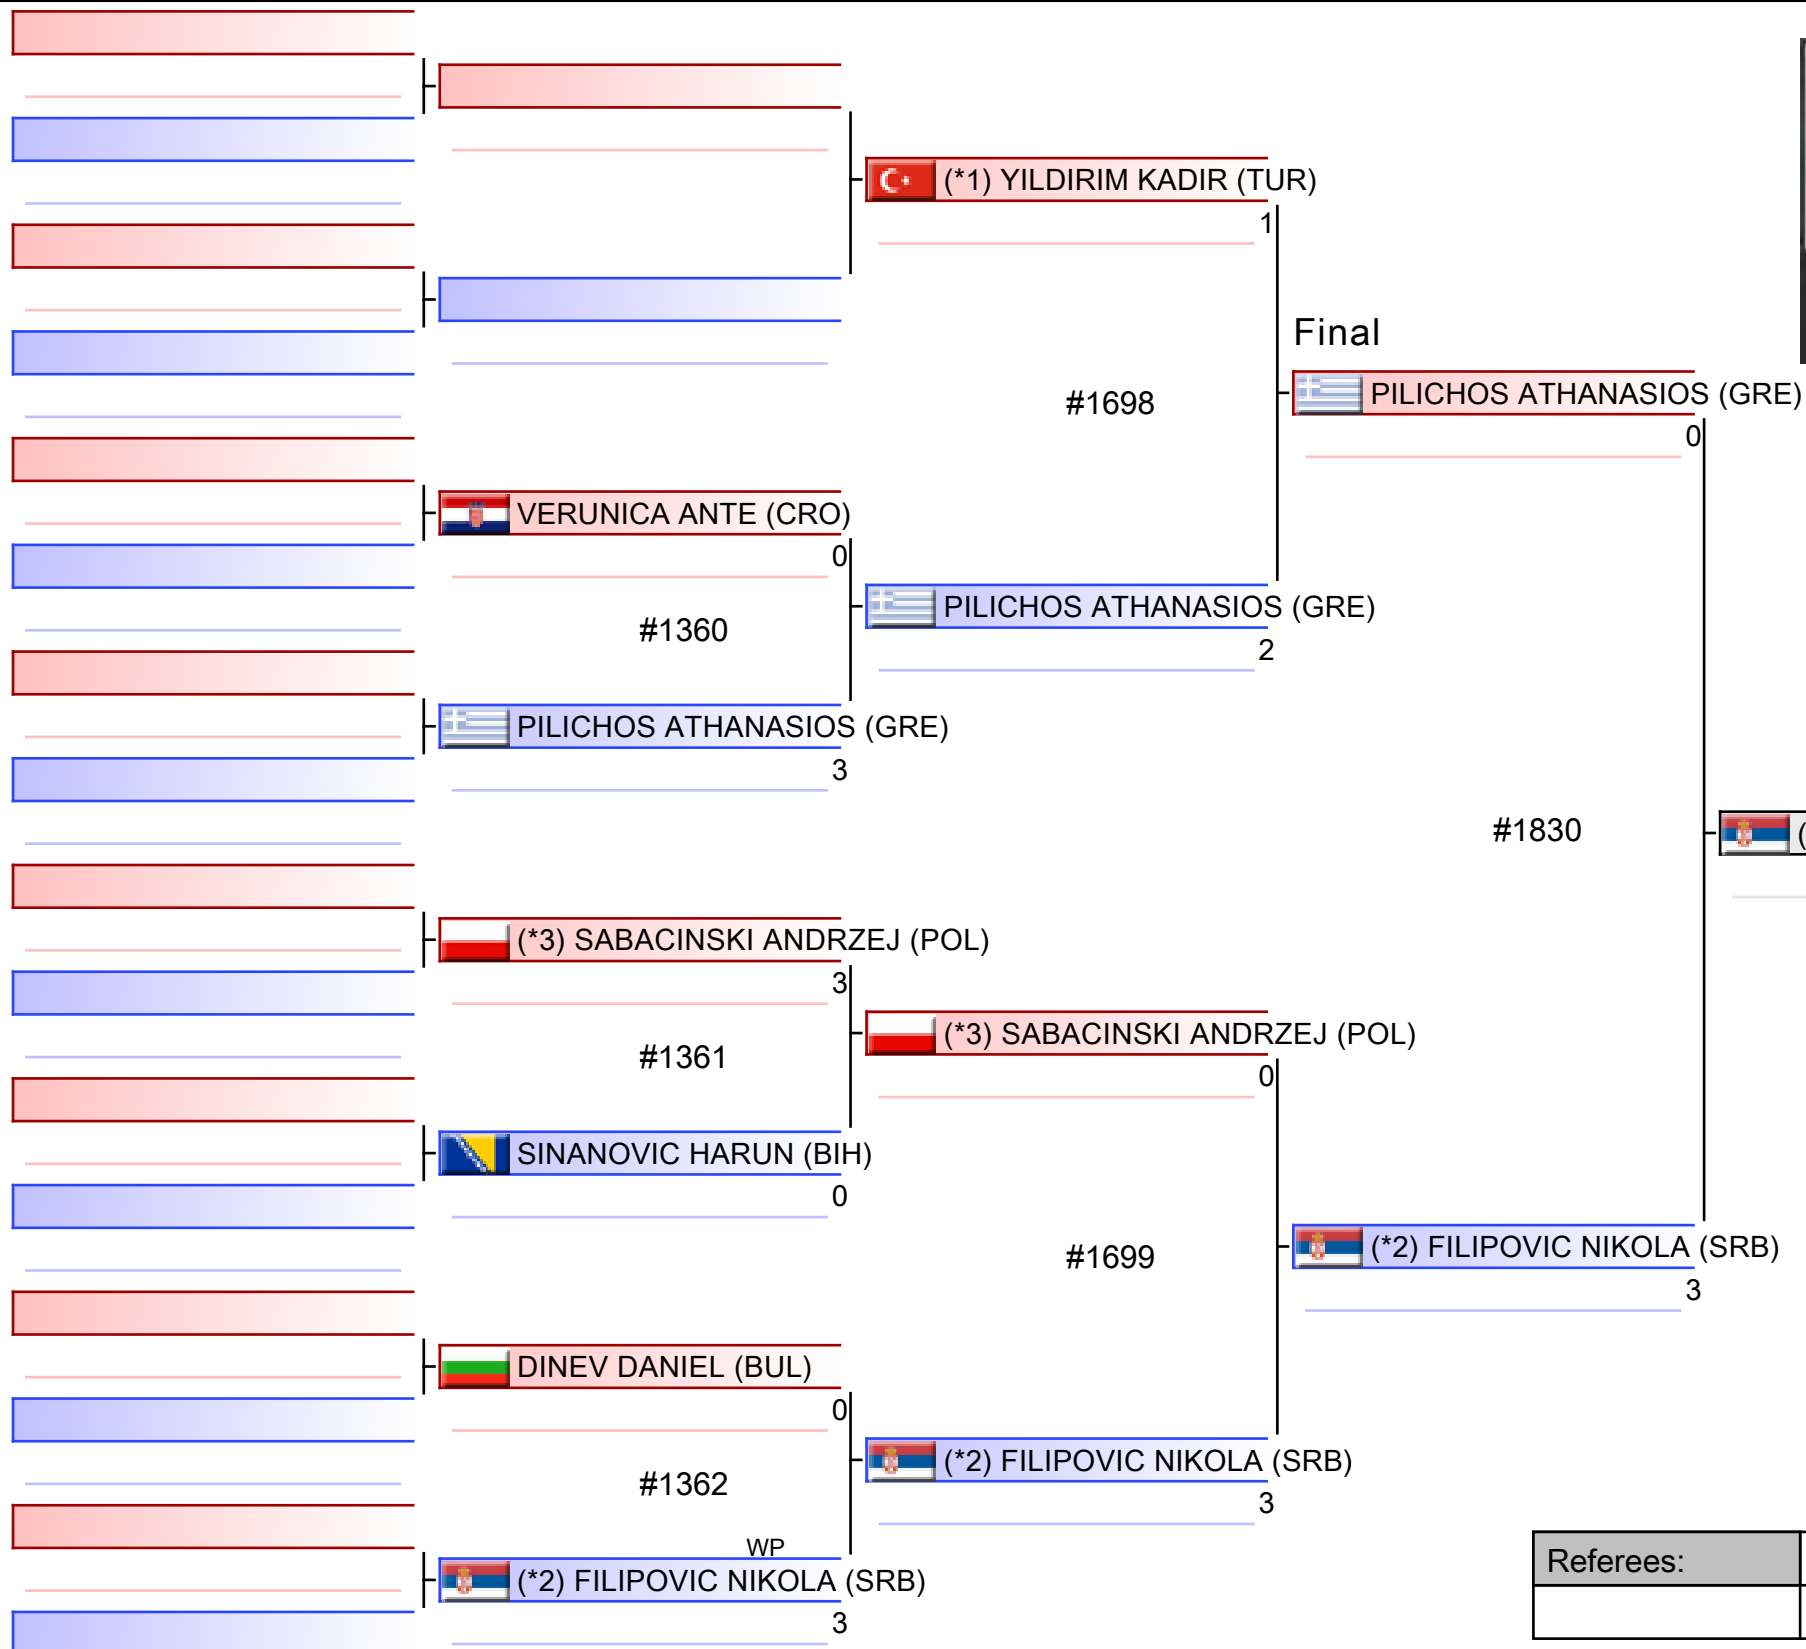 (*1) YILDIRIM KADIR (TUR)
1
Final
#1698
PILICHOS ATHANASIOS (GRE)
0
VERUNICA ANTE (CRO)
0
PILICHOS ATHANASIOS (GRE)
#1360
2
PILICHOS ATHANASIOS (GRE)
3
#1830
(
(*3) SABACINSKI ANDRZEJ (POL)
3
(*3) SABACINSKI ANDRZEJ (POL)
#1361
0
SINANOVIC HARUN (BIH)
0
#1699
(*2) FILIPOVIC NIKOLA (SRB)
3
DINEV DANIEL (BUL)
0
(*2) FILIPOVIC NIKOLA (SRB)
#1362
3
WP
(*2) FILIPOVIC NIKOLA (SRB)
3
Referees: